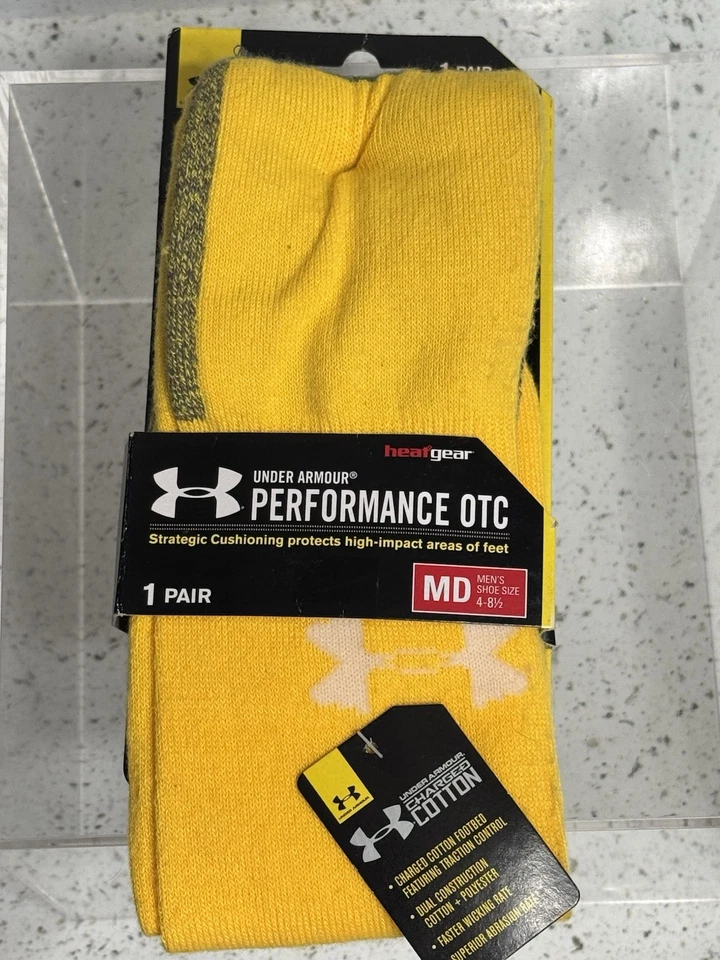 1 PAIR
heatgear
UNDER ARMOUR®
PERFORMANCE OTC
Strategic Cushioning protects high-impact areas of feet
1 PAIR
MD
MEN'S
SHOE SIZE
4-8½
UNDER ARMOUR
UNDER ARMOUR
CHARGED
COTTON
• CHARGED COTTON FOOTBED
FEATURING TRACTION CONTROL
• DUAL CONSTRUCTION
COTTON + POLYESTER
• FASTER WICKING RATE
SUPERIOR ABRASION RATE